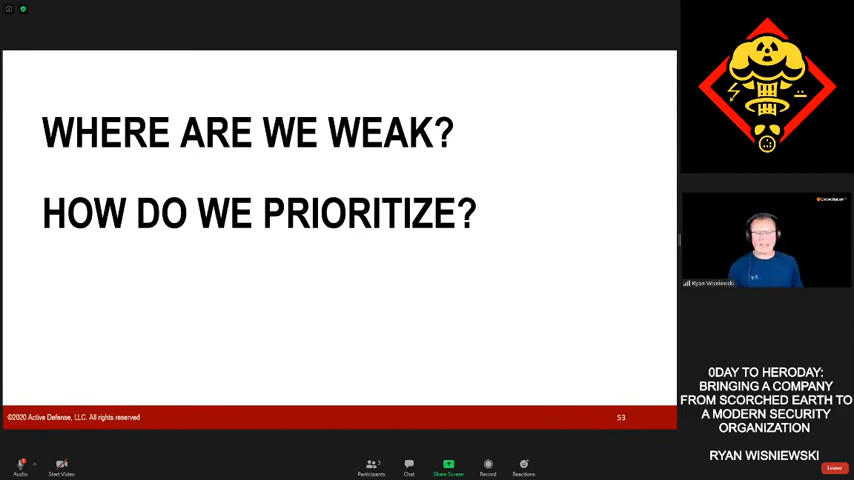 WHERE ARE WE WEAK?
HOW DO WE PRIORITIZE?
©2020 Active Defense, LLC. All rights reserved
53
Ryan Wisniewski
0DAY TO HERODAY:
BRINGING A COMPANY
FROM SCORCHED EARTH TO
A MODERN SECURITY
ORGANIZATION
RYAN WISNIEWSKI
Audio
Start Video
3
Participants
Chat
Share Screen
Record
Reactions
Leave